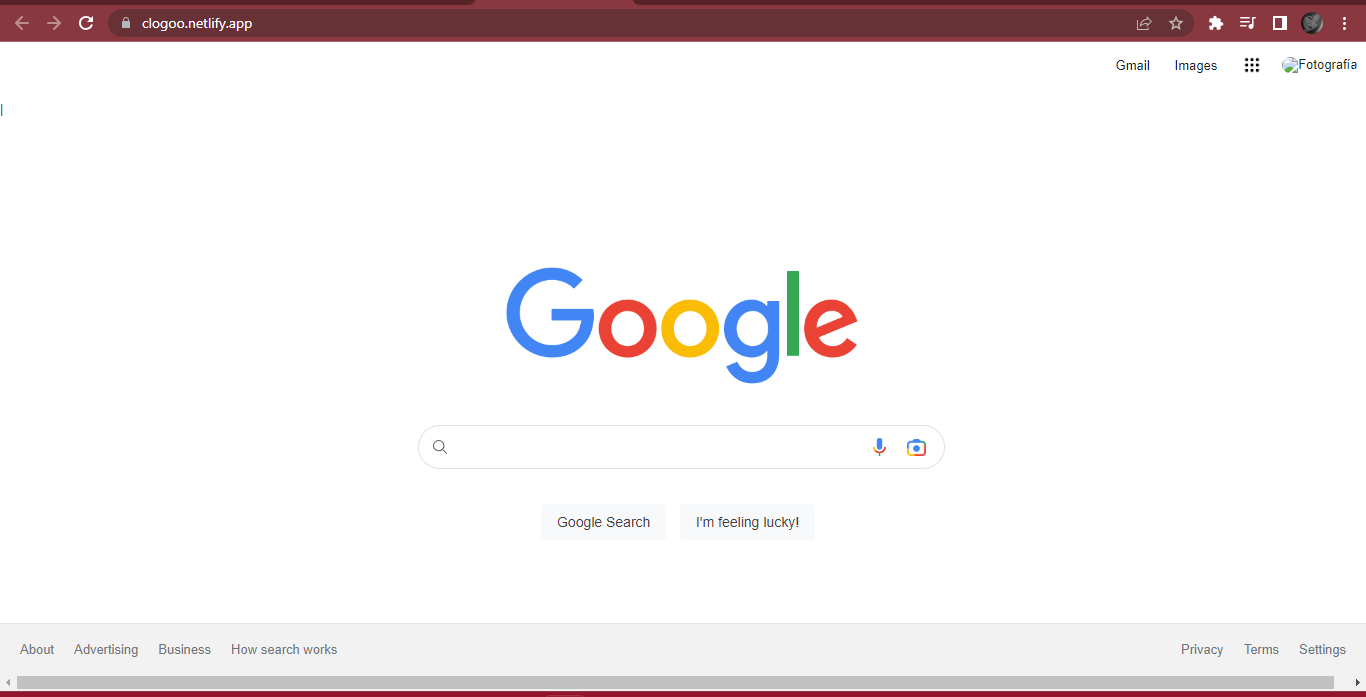 clogoo.netlify.app
Gmail Images Fotografía
Google
Google Search I'm feeling lucky!
About Advertising Business How search works Privacy Terms Settings